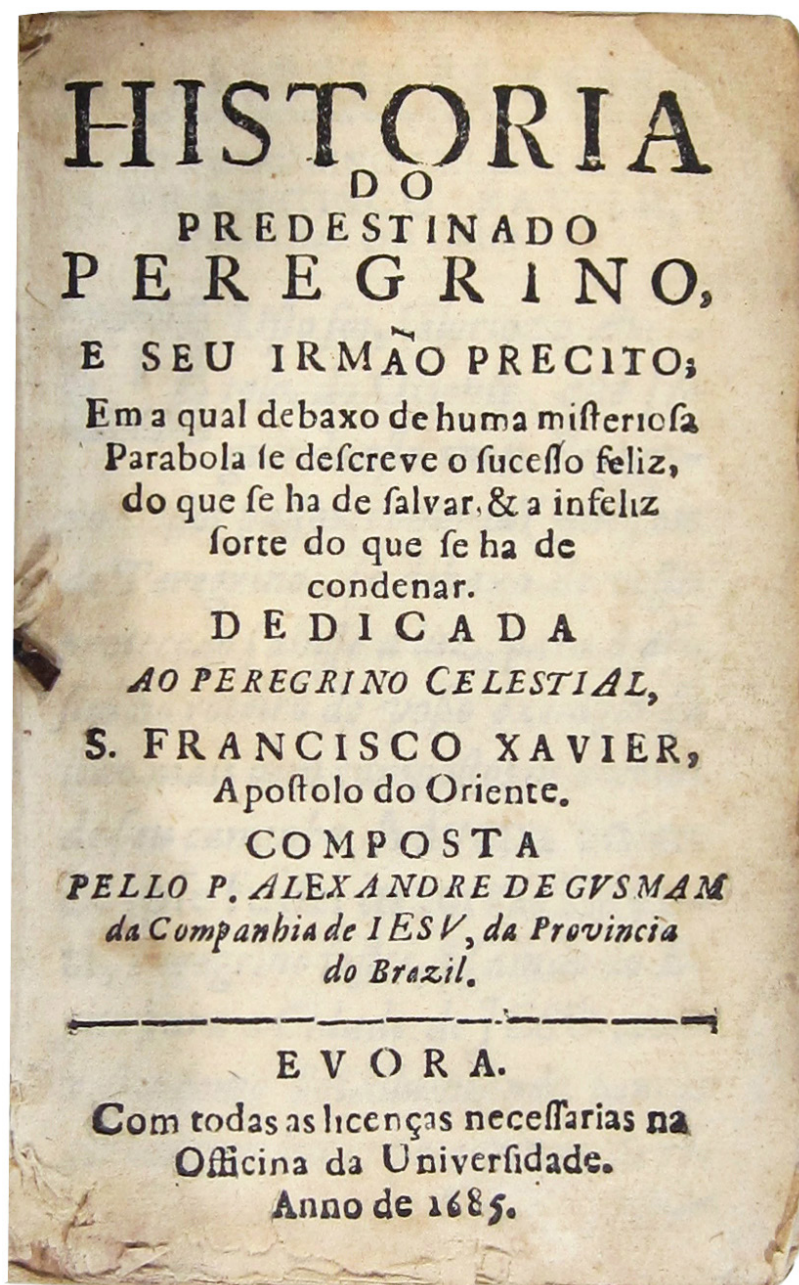 HISTORIA
DO
PREDESTINADO
PEREGRINO,
E SEU IRMÃO PRECITO;
Em a qual debaxo de huma miſterioſa
Parabola ſe deſcreve o ſuceſſo feliz,
do que ſe ha de ſalvar, & a infeliz
ſorte do que ſe ha de
condenar.
DEDICADA
AO PEREGRINO CELESTIAL,
S. FRANCISCO XAVIER,
Apoſtolo do Oriente.
COMPOSTA
PELLO P. ALEXANDRE DE GVSMAM
da Companhia de IESV, da Provincia
do Brazil.
EVORA.
Com todas as licenças neceſſarias na
Officina da Univerſidade.
Anno de 1685.